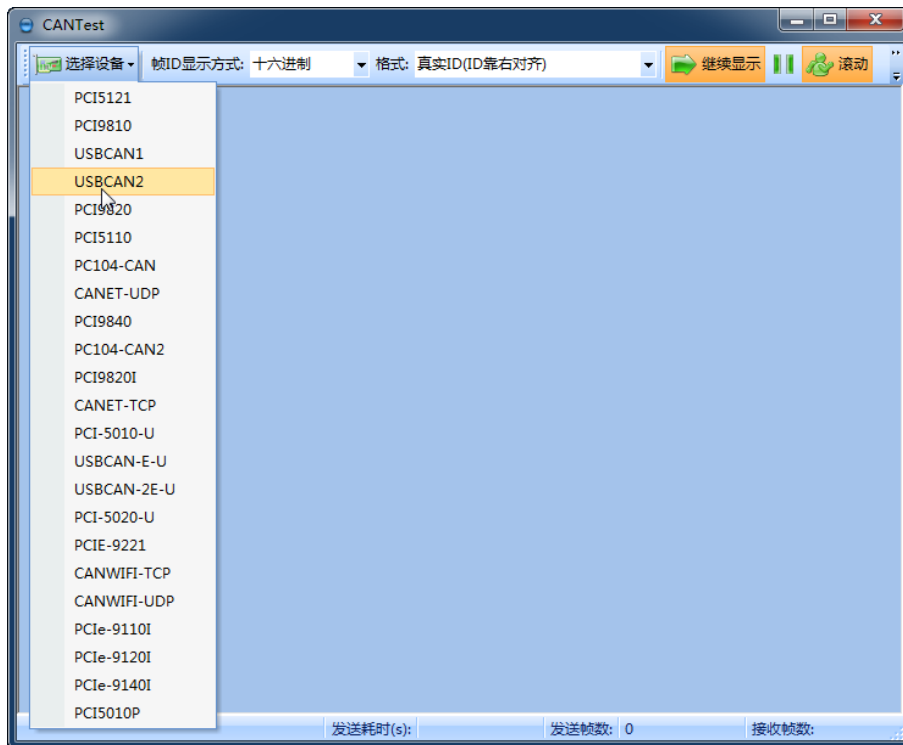 CANTest
选择设备 帧ID显示方式: 十六进制 格式: 真实ID(ID靠右对齐) 继续显示 滚动
PCI5121
PCI9810
USBCAN1
USBCAN2
PCI9820
PCI5110
PC104-CAN
CANET-UDP
PCI9840
PC104-CAN2
PCI9820I
CANET-TCP
PCI-5010-U
USBCAN-E-U
USBCAN-2E-U
PCI-5020-U
PCIE-9221
CANWIFI-TCP
CANWIFI-UDP
PCIe-9110I
PCIe-9120I
PCIe-9140I
PCI5010P
发送耗时(s): 发送帧数: 0 接收帧数: